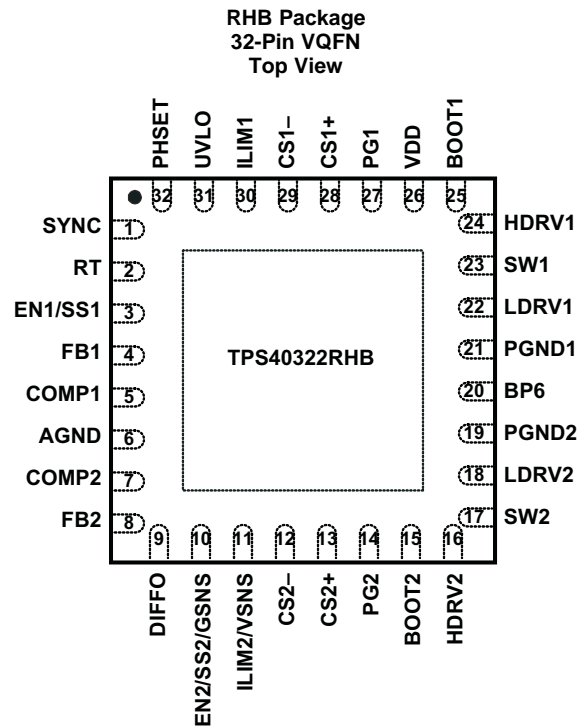 RHB Package
32-Pin VQFN
Top View
PHSET
UVLO
ILIM1
CS1–
CS1+
PG1
VDD
BOOT1
32
31
30
29
28
27
26
25
SYNC
1
RT
2
EN1/SS1
3
FB1
4
COMP1
5
AGND
6
COMP2
7
FB2
8
TPS40322RHB
24
HDRV1
23
SW1
22
LDRV1
21
PGND1
20
BP6
19
PGND2
18
LDRV2
17
SW2
9
10
11
12
13
14
15
16
DIFFO
EN2/SS2/GSNS
ILIM2/VSNS
CS2–
CS2+
PG2
BOOT2
HDRV2